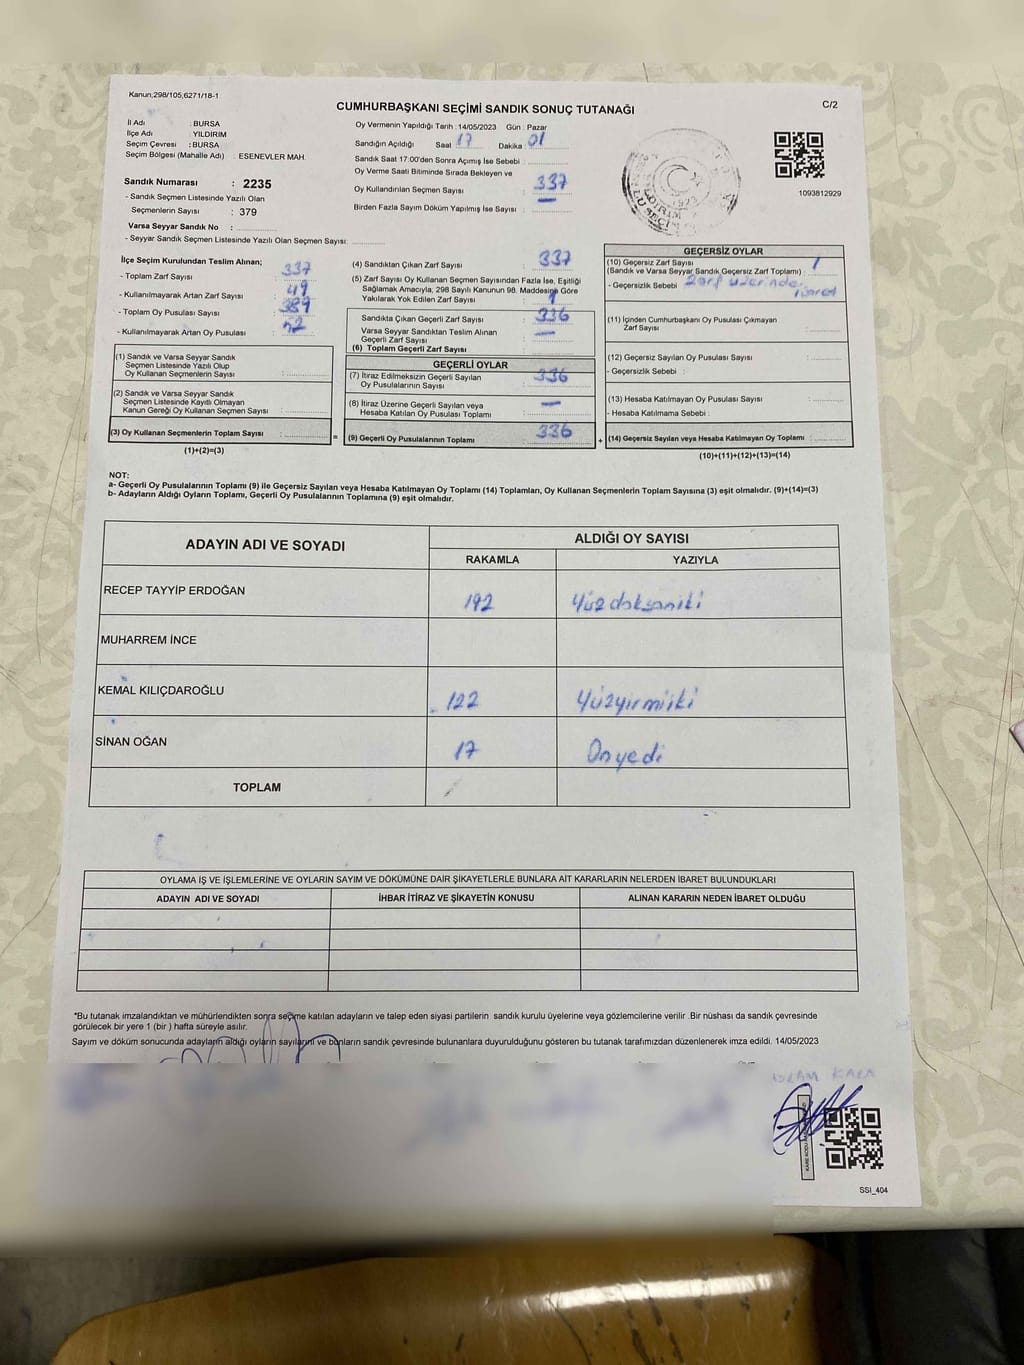 Kanun;298/105,6271/18-1
CUMHURBAŞKANI SEÇİMİ SANDIK SONUÇ TUTANAĞI
C/2
İl Adı : BURSA
İlçe Adı : YILDIRIM
Seçim Çevresi : BURSA
Seçim Bölgesi (Mahalle Adı) : ESENEVLER MAH.
Sandık Numarası : 2235
- Sandık Seçmen Listesinde Yazılı Olan
Seçmenlerin Sayısı : 379
Varsa Seyyar Sandık No :
- Seyyar Sandık Seçmen Listesinde Yazılı Olan Seçmen Sayısı:
Oy Vermenin Yapıldığı Tarih : 14/05/2023 Gün : Pazar
Sandığın Açıldığı Saat 17 Dakika 01
Sandık Saat 17:00'den Sonra Açımış İse Sebebi :
Oy Verme Saati Bitiminde Sırada Bekleyen ve
Oy Kullandırılan Seçmen Sayısı : 337
Birden Fazla Sayım Döküm Yapılmış İse Sayısı : —
1093812929
İlçe Seçim Kurulundan Teslim Alınan;
- Toplam Zarf Sayısı : 337
- Kullanılmayarak Artan Zarf Sayısı : 49
- Toplam Oy Pusulası Sayısı : 389
- Kullanılmayarak Artan Oy Pusulası : 52
(1) Sandık ve Varsa Seyyar Sandık
Seçmen Listesinde Yazılı Olup
Oy Kullanan Seçmenlerin Sayısı :
(2) Sandık ve Varsa Seyyar Sandık
Seçmen Listesinde Kayıtlı Olmayan
Kanun Gereği Oy Kullanan Seçmen Sayısı :
(3) Oy Kullanan Seçmenlerin Toplam Sayısı :
(1)+(2)=(3)
=
(4) Sandıktan Çıkan Zarf Sayısı : 337
(5) Zarf Sayısı Oy Kullanan Seçmen Sayısından Fazla İse, Eşitliği
Sağlamak Amacıyla, 298 Sayılı Kanunun 98. Maddesine Göre
Yakılarak Yok Edilen Zarf Sayısı :
Sandıkta Çıkan Geçerli Zarf Sayısı : 336
Varsa Seyyar Sandıktan Teslim Alınan
Geçerli Zarf Sayısı : —
(6) Toplam Geçerli Zarf Sayısı :
GEÇERLİ OYLAR
(7) İtiraz Edilmeksizin Geçerli Sayılan
Oy Pusulalarının Sayısı : 336
(8) İtiraz Üzerine Geçerli Sayılan veya
Hesaba Katılan Oy Pusulası Toplamı : —
(9) Geçerli Oy Pusulalarının Toplamı : 336
+
GEÇERSİZ OYLAR
(10) Geçersiz Zarf Sayısı
(Sandık ve Varsa Seyyar Sandık Geçersiz Zarf Toplamı) : 1
- Geçersizlik Sebebi : Zarf üzerinde
(11) İçinden Cumhurbaşkanı Oy Pusulası Çıkmayan
Zarf Sayısı :
(12) Geçersiz Sayılan Oy Pusulası Sayısı :
- Geçersizlik Sebebi :
(13) Hesaba Katılmayan Oy Pusulası Sayısı :
- Hesaba Katılmama Sebebi :
(14) Geçersiz Sayılan veya Hesaba Katılmayan Oy Toplamı :
(10)+(11)+(12)+(13)=(14)
NOT:
a- Geçerli Oy Pusulalarının Toplamı (9) ile Geçersiz Sayılan veya Hesaba Katılmayan Oy Toplamı (14) Toplamları, Oy Kullanan Seçmenlerin Toplam Sayısına (3) eşit olmalıdır. (9)+(14)=(3)
b- Adayların Aldığı Oyların Toplamı, Geçerli Oy Pusulalarının Toplamına (9) eşit olmalıdır.
ADAYIN ADI VE SOYADI
ALDIĞI OY SAYISI
RAKAMLA YAZIYLA
RECEP TAYYİP ERDOĞAN 192 Yüz doksaniki
MUHARREM İNCE
KEMAL KILIÇDAROĞLU 122 Yüzyirmiiki
SİNAN OĞAN 17 Onyedi
TOPLAM
OYLAMA İŞ VE İŞLEMLERİNE VE OYLARIN SAYIM VE DÖKÜMÜNE DAİR ŞİKAYETLERLE BUNLARA AİT KARARLARIN NELERDEN İBARET BULUNDUKLARI
ADAYIN ADI VE SOYADI İHBAR İTİRAZ VE ŞİKAYETİN KONUSU ALINAN KARARIN NEDEN İBARET OLDUĞU
*Bu tutanak imzalandıktan ve mühürlendikten sonra seçime katılan adayların ve talep eden siyasi partilerin sandık kurulu üyelerine veya gözlemcilerine verilir .Bir nüshası da sandık çevresinde
görülecek bir yere 1 (bir ) hafta süreyle asılır.
Sayım ve döküm sonucunda adayların aldığı oyların sayılarını ve bunların sandık çevresinde bulunanlara duyurulduğunu gösteren bu tutanak tarafımızdan düzenlenerek imza edildi. 14/05/2023
SSI_404